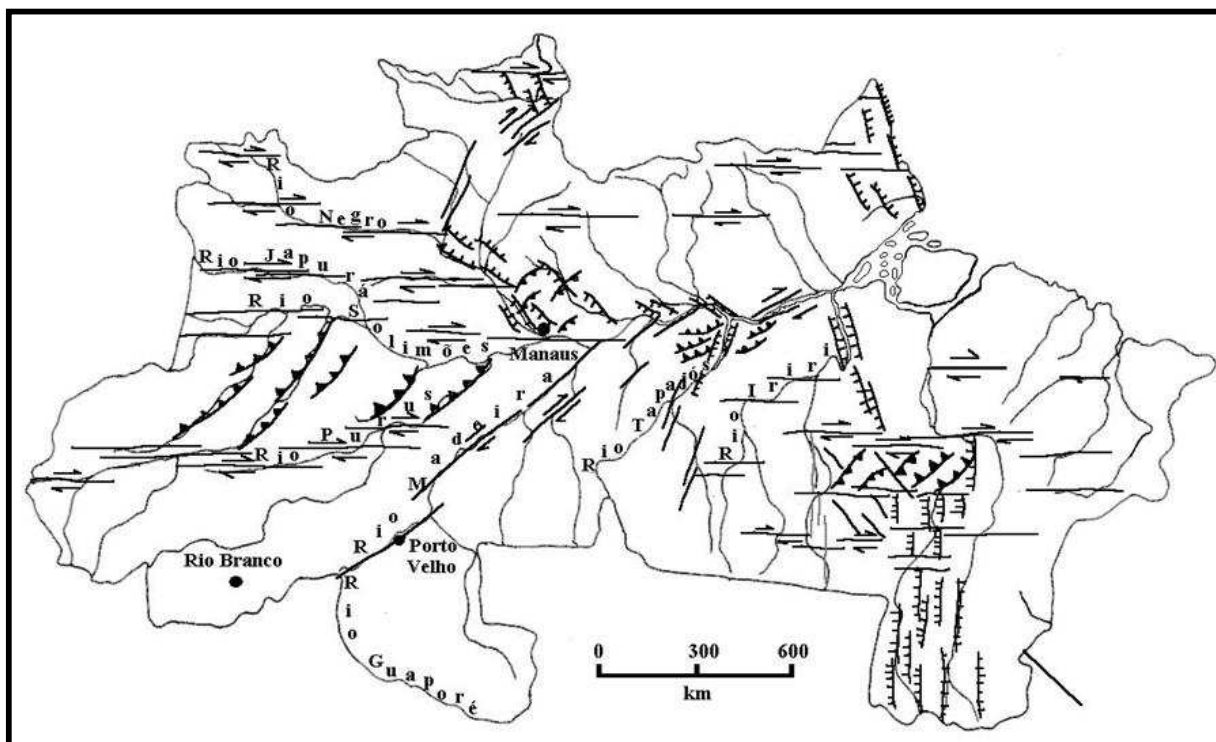 Rio Negro
Rio Japurá
Rio Solimões
Manaus
Rio Purus
Rio Madeira
Rio Tapajós
Rio Iriri
Rio Branco
Porto
Velho
Rio Guaporé
0 300 600
km